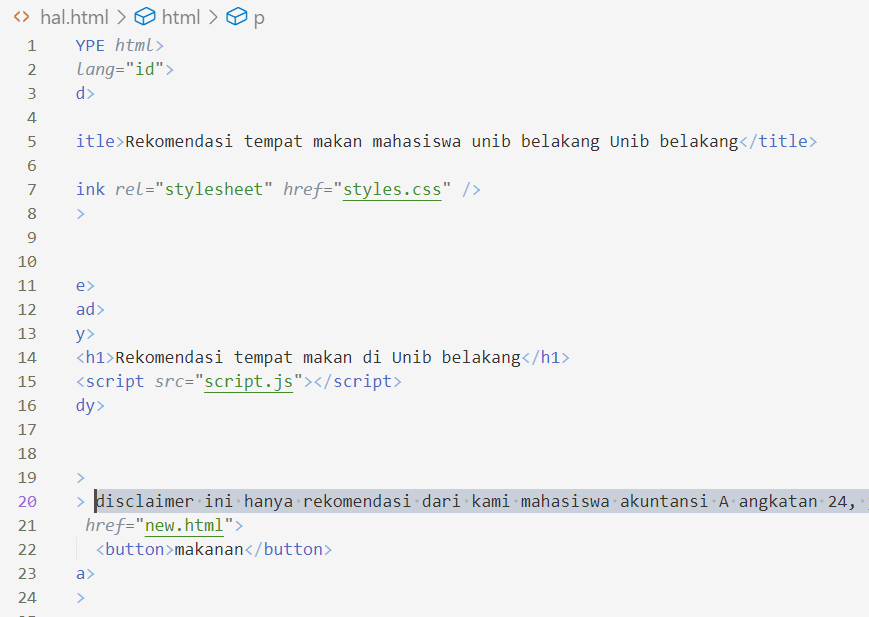 hal.html > html > p
1 YPE html>
2 lang="id">
3 d>
4
5 itle>Rekomendasi tempat makan mahasiswa unib belakang Unib belakang</title>
6
7 ink rel="stylesheet" href="styles.css" />
8 >
9
10
11 e>
12 ad>
13 y>
14 <h1>Rekomendasi tempat makan di Unib belakang</h1>
15 <script src="script.js"></script>
16 dy>
17
18
19 >
20 > disclaimer ini hanya rekomendasi dari kami mahasiswa akuntansi A angkatan 24,
21 href="new.html">
22 <button>makanan</button>
23 a>
24 >